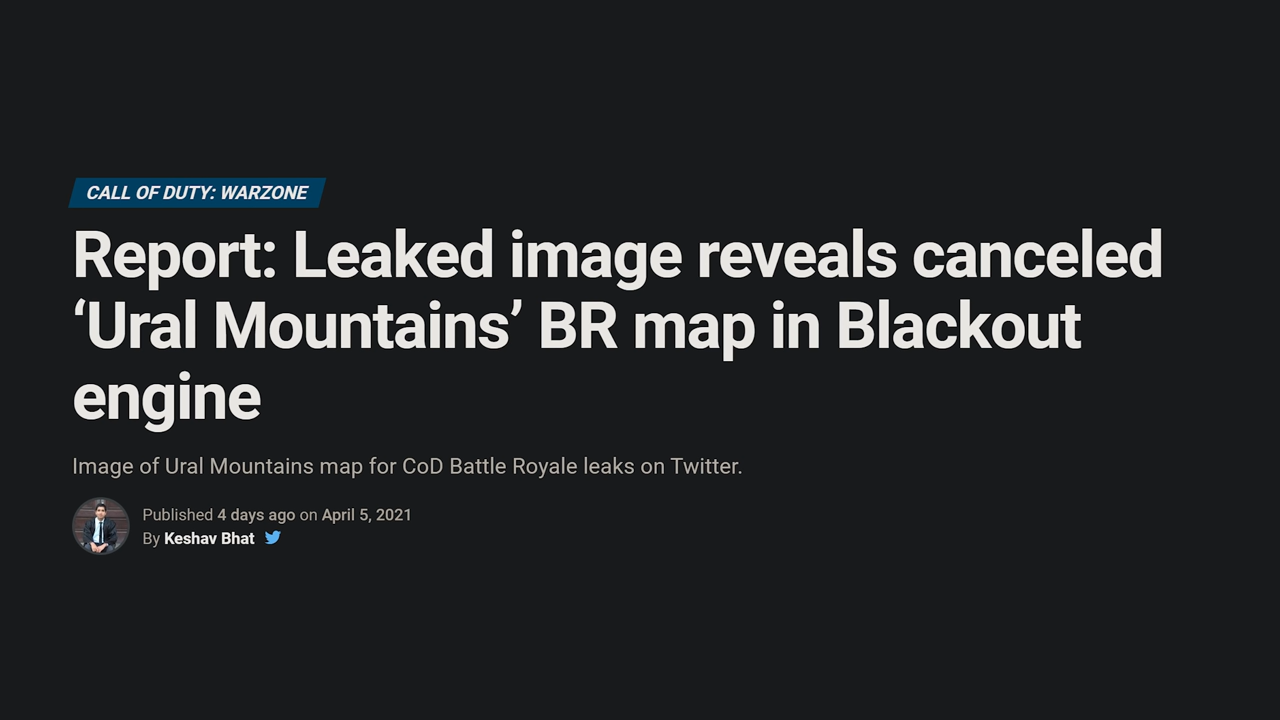 CALL OF DUTY: WARZONE
Report: Leaked image reveals canceled
‘Ural Mountains’ BR map in Blackout
engine
Image of Ural Mountains map for CoD Battle Royale leaks on Twitter.
Published 4 days ago on April 5, 2021
By Keshav Bhat